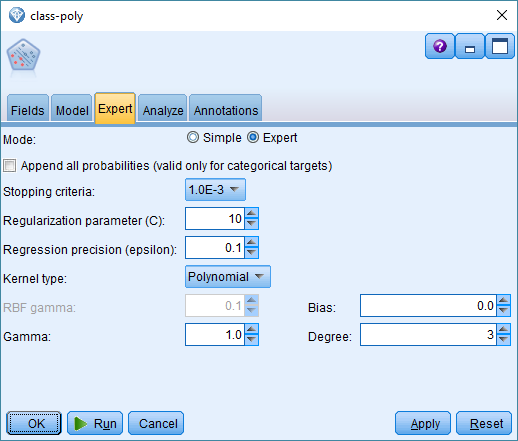 class-poly
Fields Model Expert Analyze Annotations
Mode: Simple Expert
Append all probabilities (valid only for categorical targets)
Stopping criteria: 1.0E-3
Regularization parameter (C): 10
Regression precision (epsilon): 0.1
Kernel type: Polynomial
RBF gamma: 0.1 Bias: 0.0
Gamma: 1.0 Degree: 3
OK Run Cancel Apply Reset